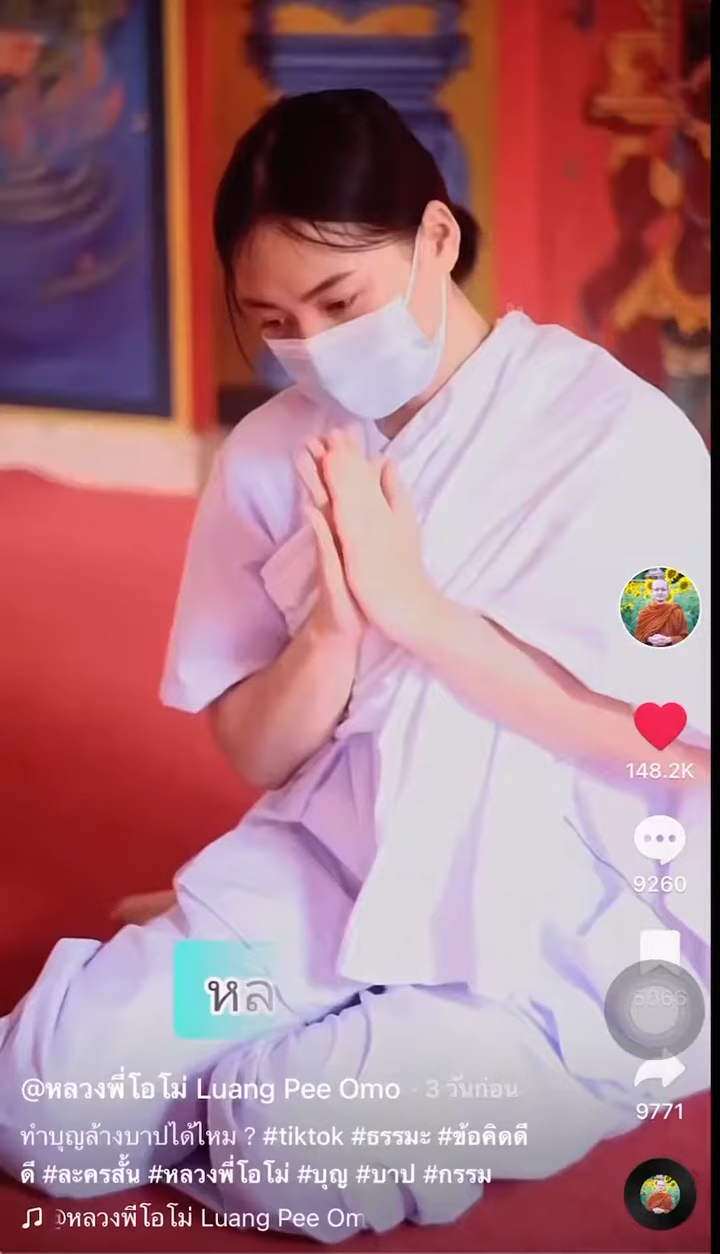 148.2K
9260
5066
9771
หล
@หลวงพี่โอโม่ Luang Pee Omo · 3 วันก่อน
ทำบุญล้างบาปได้ไหม ? #tiktok #ธรรมะ #ข้อคิดดี
ดี #ละครสั้น #หลวงพี่โอโม่ #บุญ #บาป #กรรม
หลวงพี่โอโม่ Luang Pee Om